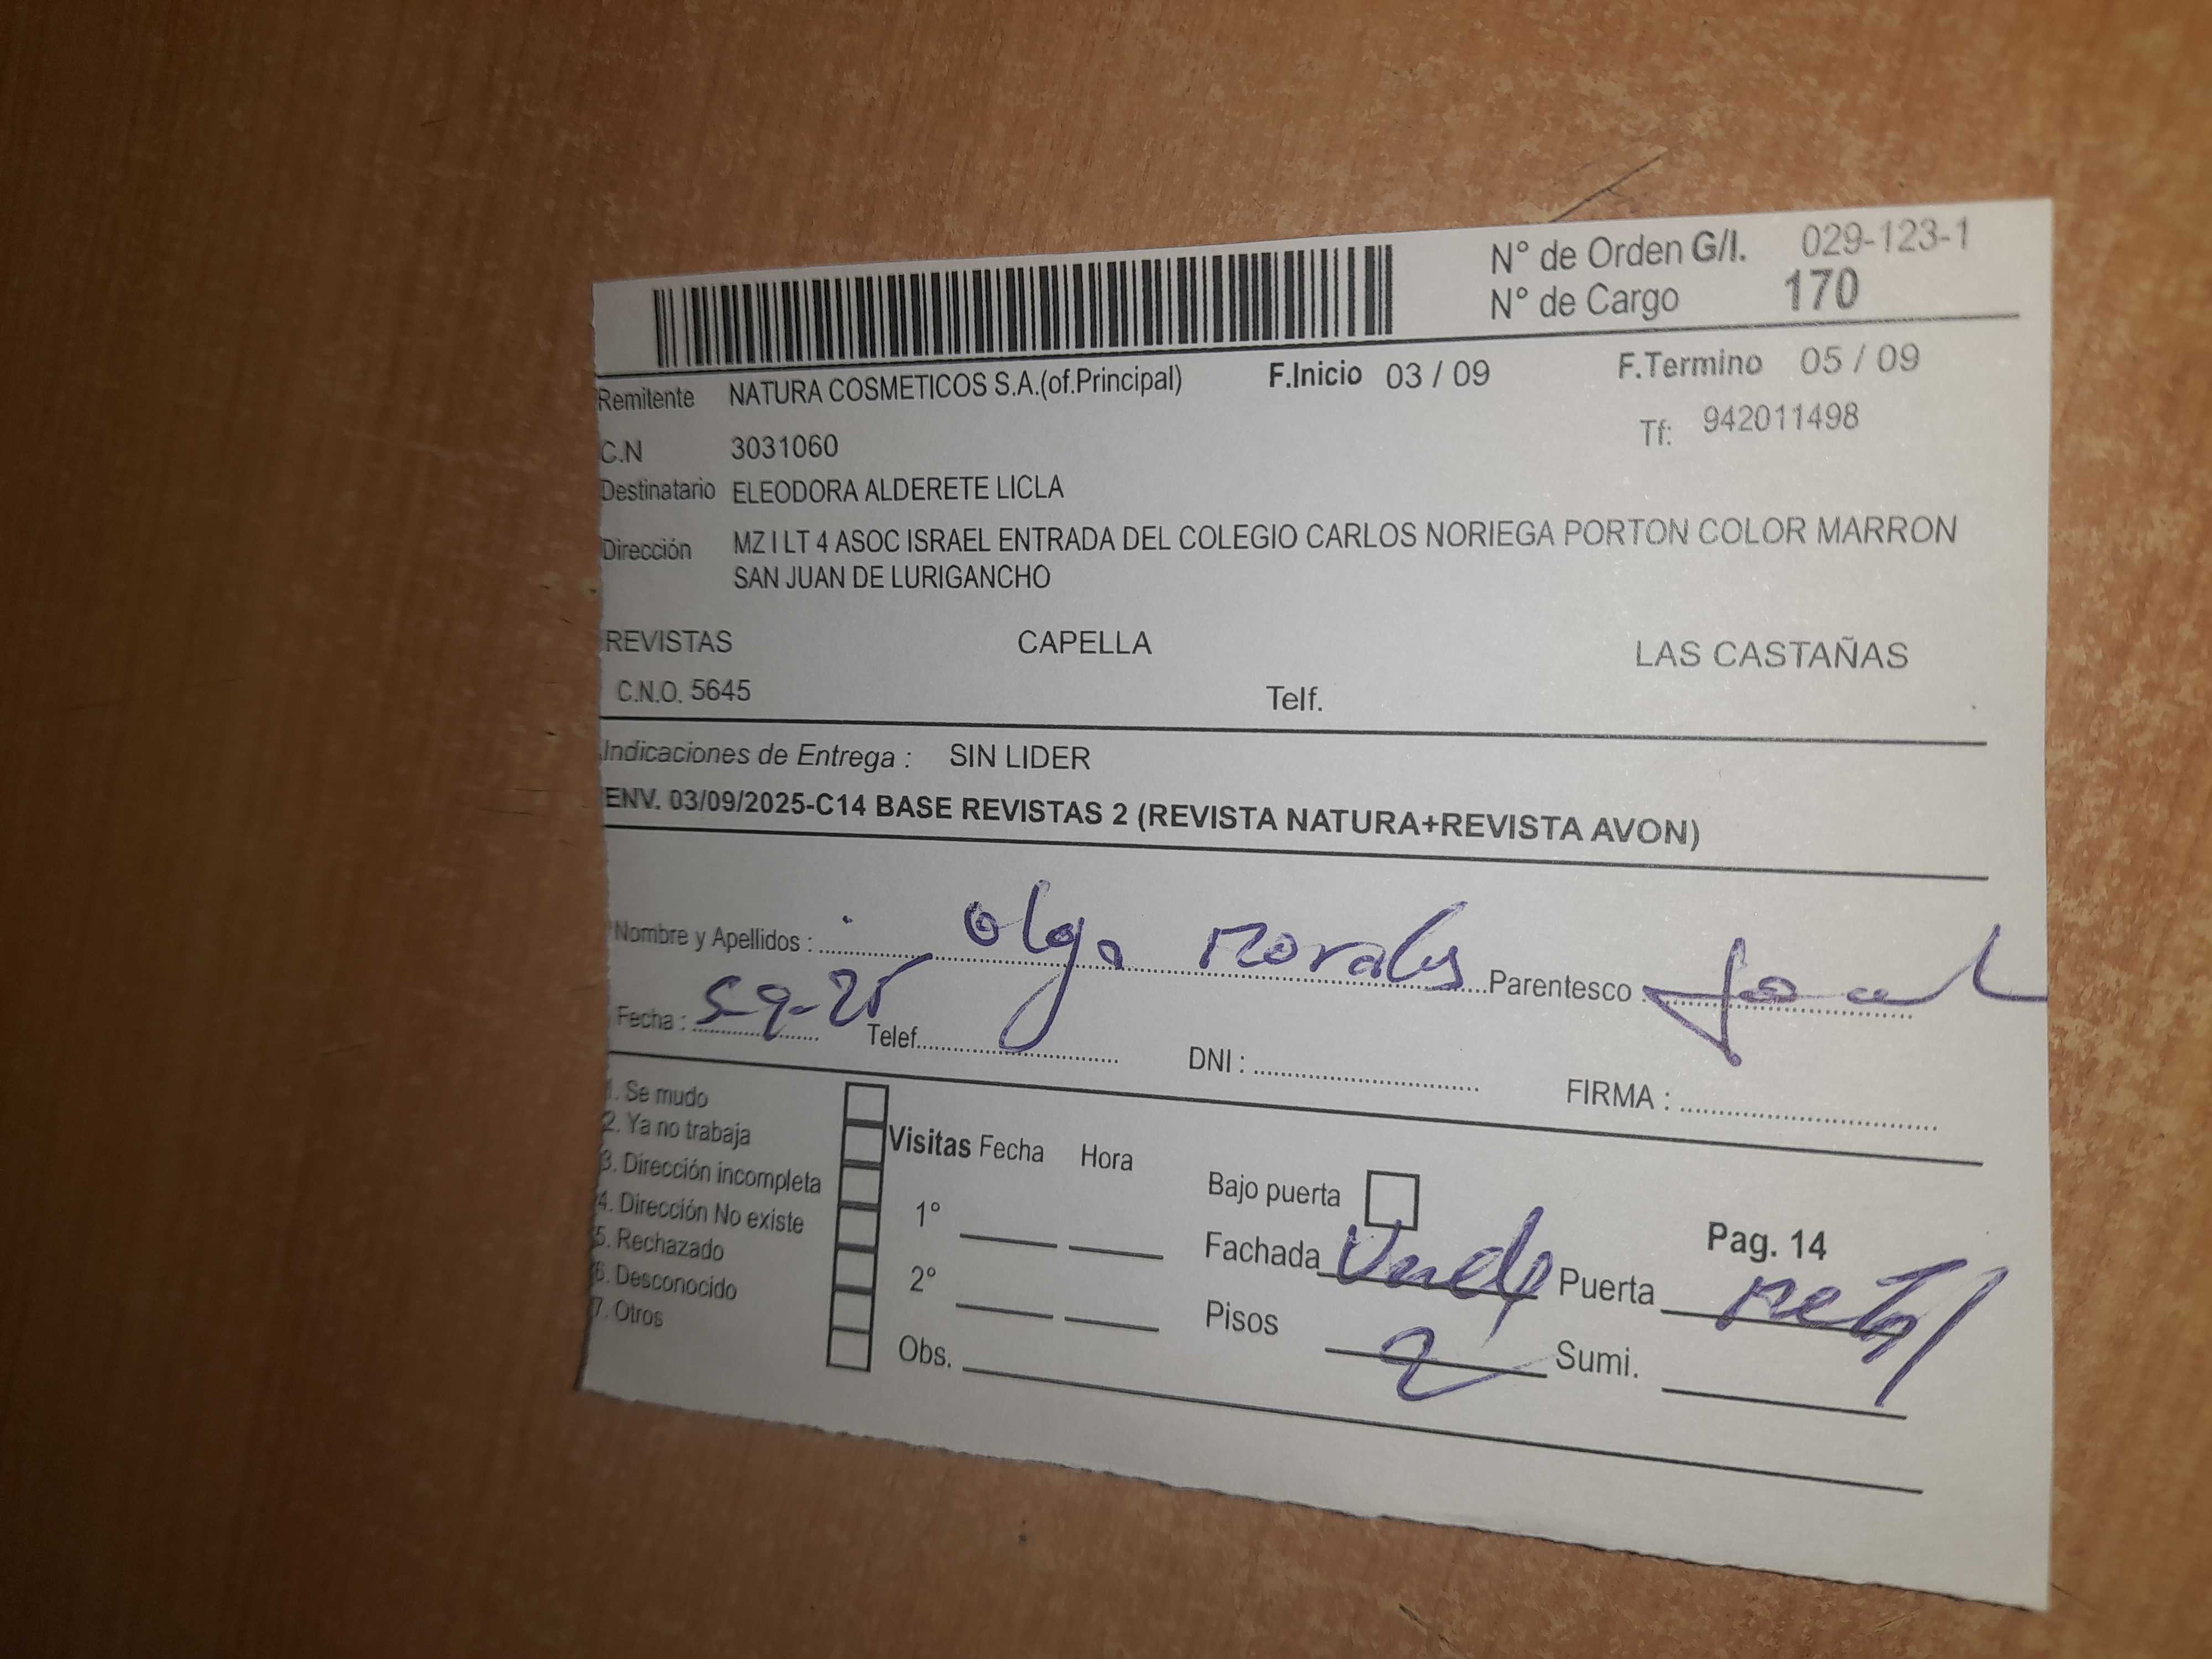 N° de Orden G/I. 029-123-1
N° de Cargo 170
Remitente NATURA COSMETICOS S.A.(of.Principal) F.Inicio 03 / 09 F.Termino 05 / 09
C.N 3031060 Tf: 942011498
Destinatario ELEODORA ALDERETE LICLA
Dirección MZ I LT 4 ASOC ISRAEL ENTRADA DEL COLEGIO CARLOS NORIEGA PORTON COLOR MARRON
SAN JUAN DE LURIGANCHO
REVISTAS CAPELLA LAS CASTAÑAS
C.N.O. 5645 Telf.
Indicaciones de Entrega : SIN LIDER
ENV. 03/09/2025-C14 BASE REVISTAS 2 (REVISTA NATURA+REVISTA AVON)
Nombre y Apellidos : Olga Morales Parentesco :
Fecha : 5-9-25 Telef. DNI : FIRMA :
1. Se mudo
2. Ya no trabaja
3. Dirección incompleta
4. Dirección No existe
5. Rechazado
6. Desconocido
7. Otros
Visitas Fecha Hora
1°
2°
Obs.
Bajo puerta Pag. 14
Fachada Puerta metal
Pisos 2 Sumi.